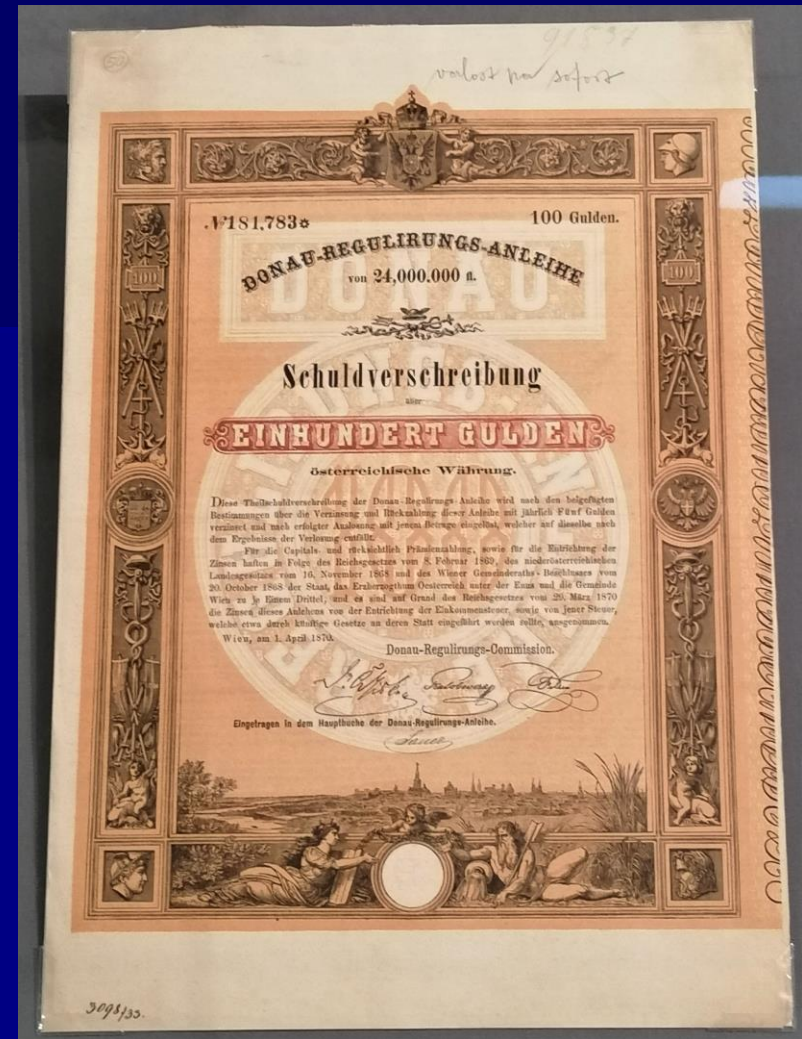 50
91537
verlost per sofort
№ 181,783
100 Gulden.
DONAU-REGULIRUNGS-ANLEIHE
von 24,000.000 fl.
DONAU
Schuldverschreibung
über
EINHUNDERT GULDEN
österreichische Währung.
100
100
Diese Theilschuldverschreibung der Donau-Regulirungs-Anleihe wird nach den beigefügten
Bestimmungen über die Verzinsung und Rückzahlung dieser Anleihe mit jährlich Fünf Gulden
verzinset und nach erfolgter Auslosung mit jenem Betrage eingelöst, welcher auf dieselbe nach
dem Ergebnisse der Verlosung entfällt.
Für die Capitals- und rücksichtlich Prämienzahlung, sowie für die Entrichtung der
Zinsen haften in Folge des Reichsgesetzes vom 8. Februar 1869, des niederösterreichischen
Landesgesetzes vom 16. November 1868 und des Wiener Gemeinderaths-Beschlusses vom
20. October 1868 der Staat, das Erzherzogthum Oesterreich unter der Enns und die Gemeinde
Wien zu je Einem Drittel, und es sind auf Grund des Reichsgesetzes vom 26. März 1870
die Zinsen dieses Anlehens von der Entrichtung der Einkommensteuer, sowie von jener Steuer,
welche etwa durch künftige Gesetze an deren Statt eingeführt werden sollte, ausgenommen.
Wien, am 1. April 1870.
Donau-Regulirungs-Commission.
Eingetragen in dem Hauptbuche der Donau-Regulirungs-Anleihe.
3098/33.